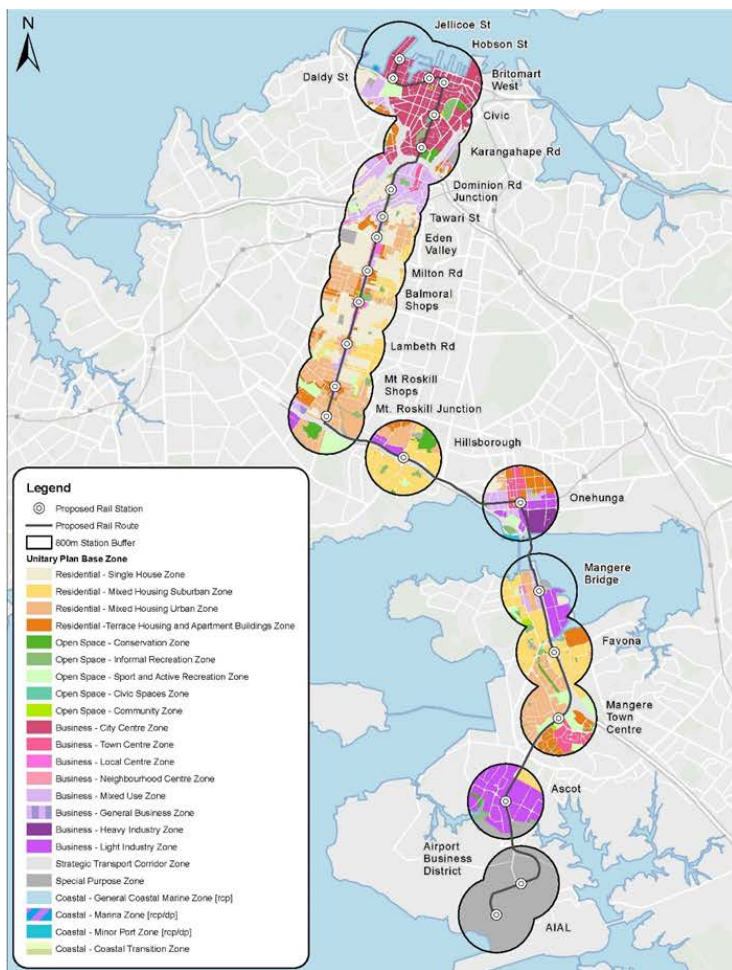 N
Jellicoe St
Hobson St
Daldy St
Britomart
West
Civic
Karangahape Rd
Dominion Rd
Junction
Tawari St
Eden
Valley
Milton Rd
Balmoral
Shops
Lambeth Rd
Mt Roskill
Shops
Mt. Roskill Junction
Hillsborough
Onehunga
Mangere
Bridge
Favona
Mangere
Town
Centre
Ascot
Airport
Business
District
AIAL
Legend
Proposed Rail Station
Proposed Rail Route
800m Station Buffer
Unitary Plan Base Zone
Residential - Single House Zone
Residential - Mixed Housing Suburban Zone
Residential - Mixed Housing Urban Zone
Residential -Terrace Housing and Apartment Buildings Zone
Open Space - Conservation Zone
Open Space - Informal Recreation Zone
Open Space - Sport and Active Recreation Zone
Open Space - Civic Spaces Zone
Open Space - Community Zone
Business - City Centre Zone
Business - Town Centre Zone
Business - Local Centre Zone
Business - Neighbourhood Centre Zone
Business - Mixed Use Zone
Business - General Business Zone
Business - Heavy Industry Zone
Business - Light Industry Zone
Strategic Transport Corridor Zone
Special Purpose Zone
Coastal - General Coastal Marine Zone [rcp]
Coastal - Marina Zone [rcp/dp]
Coastal - Minor Port Zone [rcp/dp]
Coastal - Coastal Transition Zone